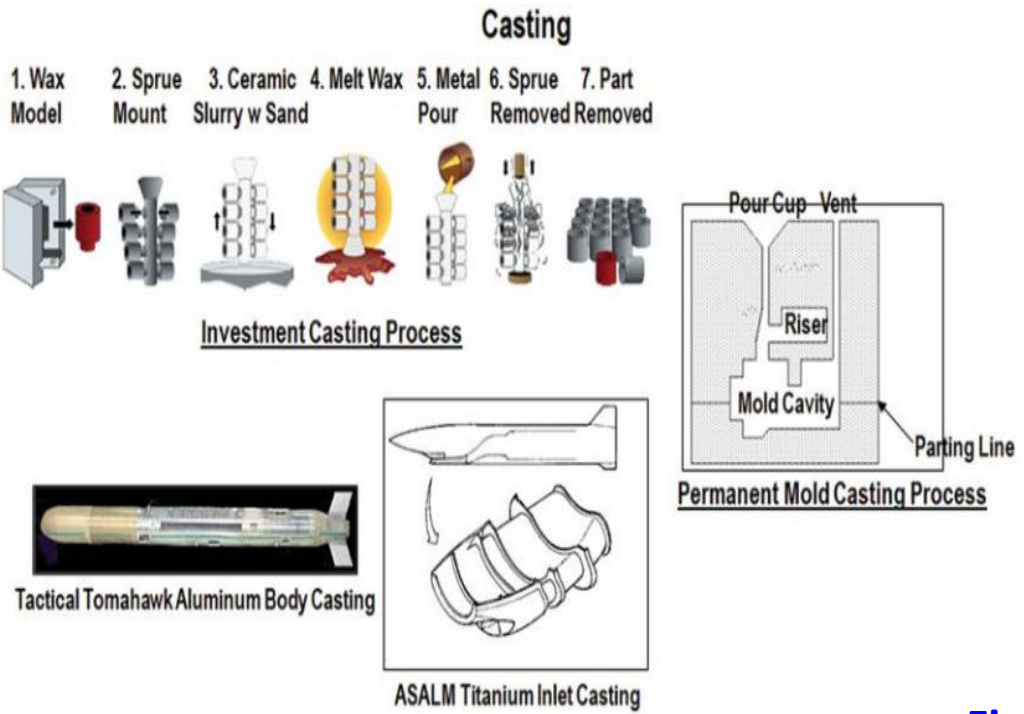 Casting
1. Wax
Model
2. Sprue
Mount
3. Ceramic
Slurry w Sand
4. Melt Wax
5. Metal
Pour
6. Sprue
Removed
7. Part
Removed
Investment Casting Process
Pour Cup Vent
Riser
Mold Cavity
Parting Line
Permanent Mold Casting Process
Tactical Tomahawk Aluminum Body Casting
ASALM Titanium Inlet Casting